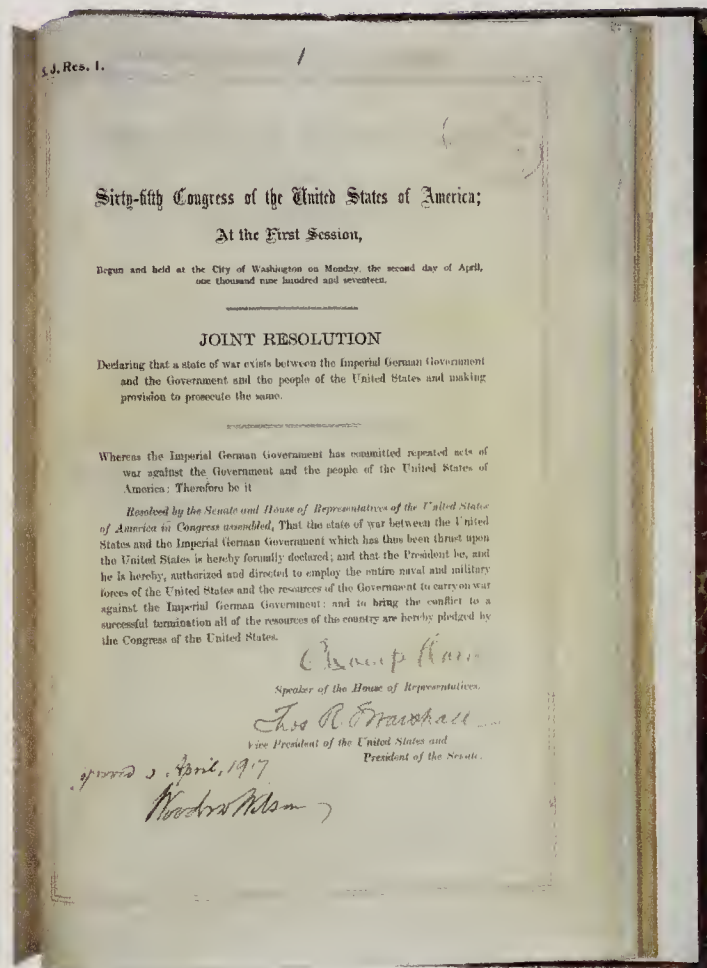 J. Res. 1.
1
Sixty-fifth Congress of the United States of America;
At the First Session,
Begun and held at the City of Washington on Monday, the second day of April,
one thousand nine hundred and seventeen.
JOINT RESOLUTION
Declaring that a state of war exists between the Imperial German Government
and the Government and the people of the United States and making
provision to prosecute the same.
Whereas the Imperial German Government has committed repeated acts of
war against the Government and the people of the United States of
America: Therefore be it
Resolved by the Senate and House of Representatives of the United States
of America in Congress assembled, That the state of war between the United
States and the Imperial German Government which has thus been thrust upon
the United States is hereby formally declared; and that the President be, and
he is hereby, authorized and directed to employ the entire naval and military
forces of the United States and the resources of the Government to carry on war
against the Imperial German Government; and to bring the conflict to a
successful termination all of the resources of the country are hereby pledged by
the Congress of the United States.
Champ Clark
Speaker of the House of Representatives.
Thos R. Marshall
Vice President of the United States and
President of the Senate.
April, 1917
Woodrow Wilson